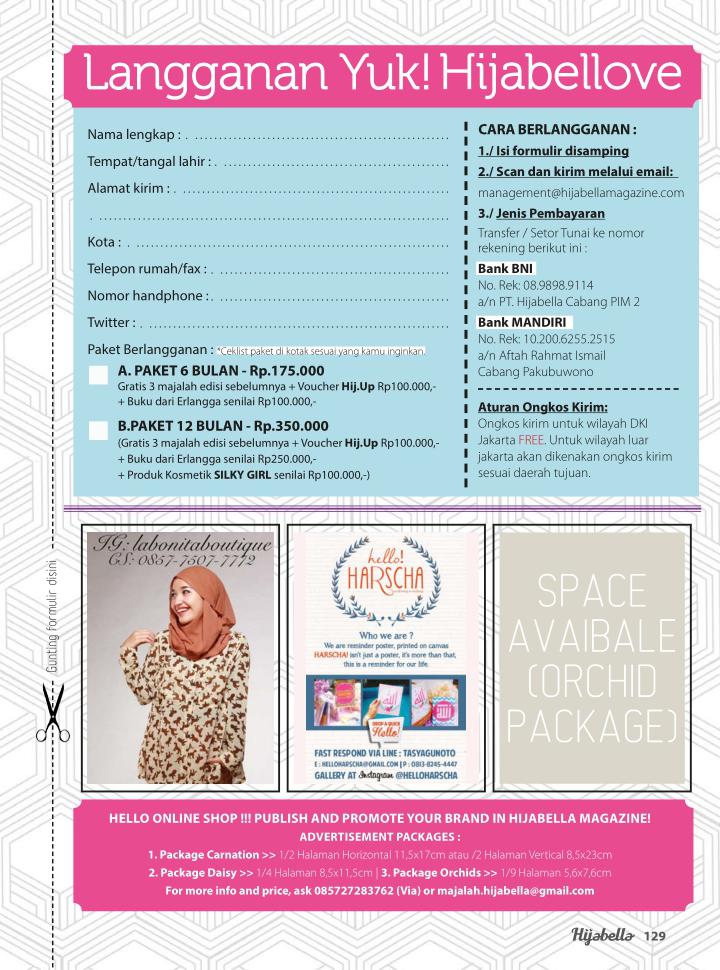 Langganan Yuk! Hijabellove
Nama lengkap :
Tempat/tangal lahir :
Alamat kirim :
Kota :
Telepon rumah/fax :
Nomor handphone :
Twitter :
Paket Berlangganan : *Ceklist paket di kotak sesuai yang kamu inginkan.
A. PAKET 6 BULAN - Rp.175.000
Gratis 3 majalah edisi sebelumnya + Voucher Hij.Up Rp100.000,-
+ Buku dari Erlangga senilai Rp100.000,-
B.PAKET 12 BULAN - Rp.350.000
(Gratis 3 majalah edisi sebelumnya + Voucher Hij.Up Rp100.000,-
+ Buku dari Erlangga senilai Rp250.000,-
+ Produk Kosmetik SILKY GIRL senilai Rp100.000,-)
CARA BERLANGGANAN :
1./ Isi formulir disamping
2./ Scan dan kirim melalui email:
management@hijabellamagazine.com
3./ Jenis Pembayaran
Transfer / Setor Tunai ke nomor
rekening berikut ini :
Bank BNI
No. Rek: 08.9898.9114
a/n PT. Hijabella Cabang PIM 2
Bank MANDIRI
No. Rek: 10.200.6255.2515
a/n Aftah Rahmat Ismail
Cabang Pakubuwono
Aturan Ongkos Kirim:
Ongkos kirim untuk wilayah DKI
Jakarta FREE. Untuk wilayah luar
jakarta akan dikenakan ongkos kirim
sesuai daerah tujuan.
Gunting formulir disini
IG: labonitaboutique
CS: 0857-7507-7772
hello!
HARSCHA
Who we are ?
We are reminder poster, printed on canvas
HARSCHA! isn't just a poster, it's more than that,
this is a reminder for our life.
DROP A QUICK
Hello!
FAST RESPOND VIA LINE : TASYAGUNOTO
E : HELLOHARSCHA@GMAIL.COM | P : 0813-8245-4447
GALLERY AT Instagram @HELLOHARSCHA
SPACE
AVAIBALE
(ORCHID
PACKAGE)
HELLO ONLINE SHOP !!! PUBLISH AND PROMOTE YOUR BRAND IN HIJABELLA MAGAZINE!
ADVERTISEMENT PACKAGES :
1. Package Carnation >> 1/2 Halaman Horizontal 11,5x17cm atau /2 Halaman Vertical 8,5x23cm
2. Package Daisy >> 1/4 Halaman 8,5x11,5cm | 3. Package Orchids >> 1/9 Halaman 5,6x7,6cm
For more info and price, ask 085727283762 (Via) or majalah.hijabella@gmail.com
Hijabella 129